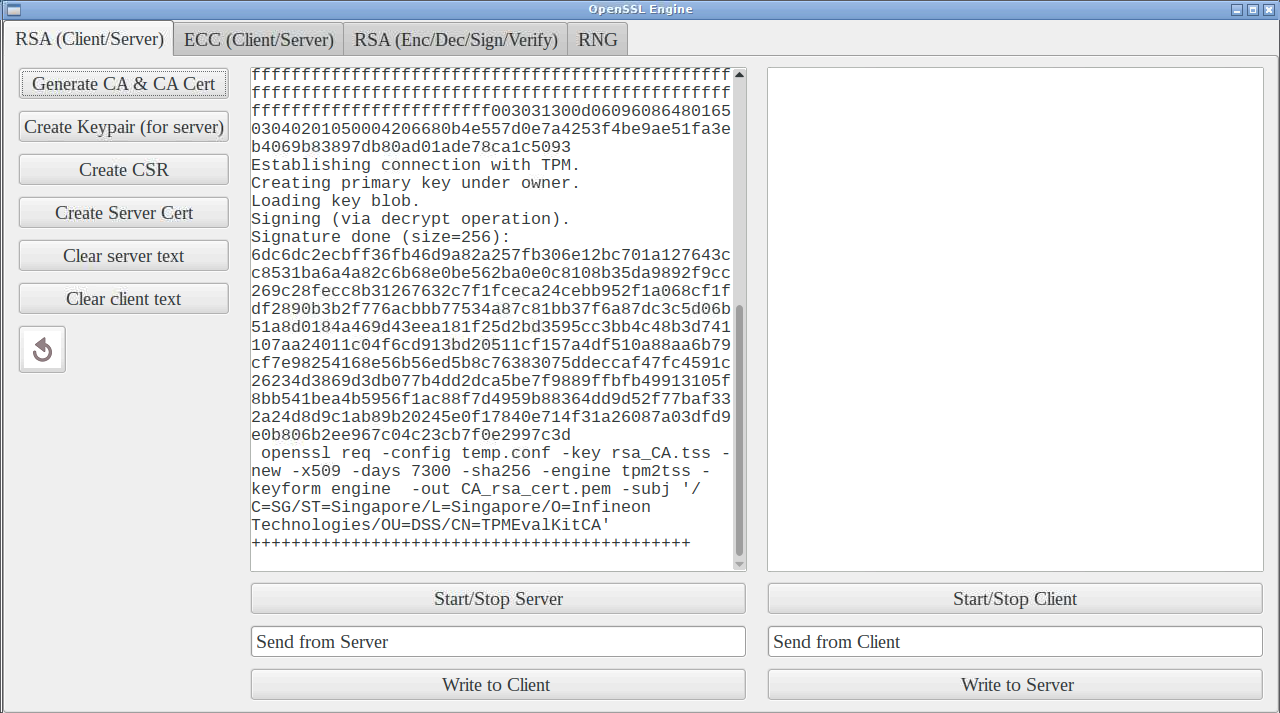 OpenSSL Engine
RSA (Client/Server)
ECC (Client/Server)
RSA (Enc/Dec/Sign/Verify)
RNG
Generate CA & CA Cert
Create Keypair (for server)
Create CSR
Create Server Cert
Clear server text
Clear client text
ffffffffffffffffffffffffffffffffffffffffffffffff
ffffffffffffffffffffffffffffffffffffffffffffffff
ffffffffffffffffffffffff003031300d06096086480165
03040201050004206680b4e557d0e7a4253f4be9ae51fa3e
b4069b83897db80ad01ade78ca1c5093
Establishing connection with TPM.
Creating primary key under owner.
Loading key blob.
Signing (via decrypt operation).
Signature done (size=256):
6dc6dc2ecbff36fb46d9a82a257fb306e12bc701a127643c
c8531ba6a4a82c6b68e0be562ba0e0c8108b35da9892f9cc
269c28fecc8b31267632c7f1fceca24cebb952f1a068cf1f
df2890b3b2f776acbbb77534a87c81bb37f6a87dc3c5d06b
51a8d0184a469d43eea181f25d2bd3595cc3bb4c48b3d741
107aa24011c04f6cd913bd20511cf157a4df510a88aa6b79
cf7e98254168e56b56ed5b8c76383075ddeccaf47fc4591c
26234d3869d3db077b4dd2dca5be7f9889ffbfb49913105f
8bb541bea4b5956f1ac88f7d4959b88364dd9d52f77baf33
2a24d8d9c1ab89b20245e0f17840e714f31a26087a03dfd9
e0b806b2ee967c04c23cb7f0e2997c3d
openssl req -config temp.conf -key rsa_CA.tss -
new -x509 -days 7300 -sha256 -engine tpm2tss -
keyform engine  -out CA_rsa_cert.pem -subj '/
C=SG/ST=Singapore/L=Singapore/O=Infineon
Technologies/OU=DSS/CN=TPMEvalKitCA'
++++++++++++++++++++++++++++++++++++++++++++
Start/Stop Server
Send from Server
Write to Client
Start/Stop Client
Send from Client
Write to Server